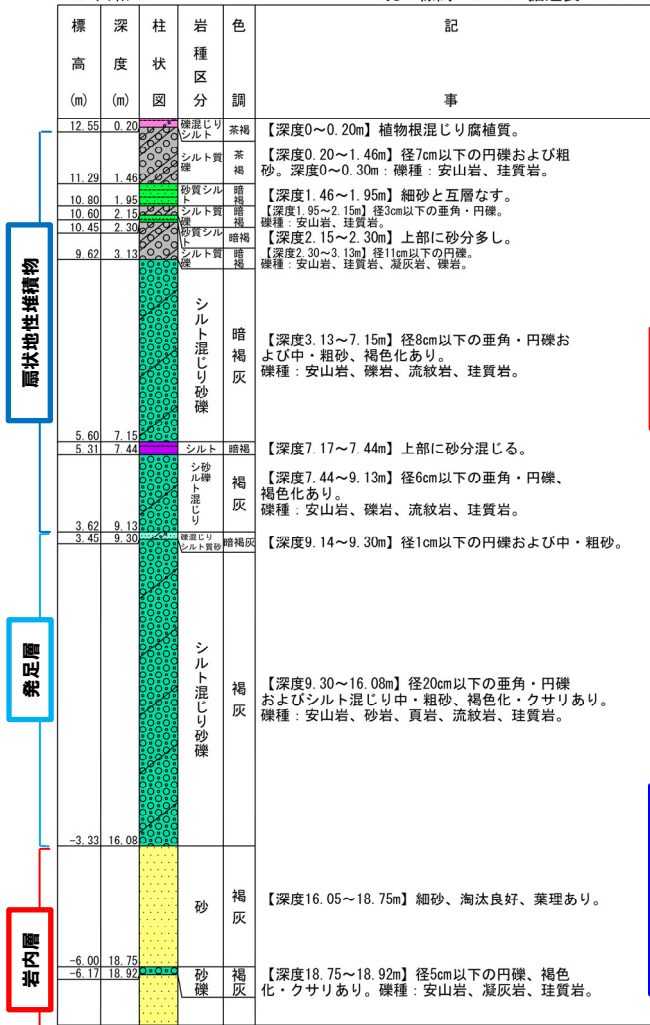 標高(m) 深度(m) 柱状図 岩種区分 色調 記事
12.55 0.20 礫混じりシルト 茶褐 【深度0～0.20m】植物根混じり腐植質。
11.29 1.46 シルト質礫 茶褐 【深度0.20～1.46m】径7cm以下の円礫および粗
砂。深度0～0.30m：礫種：安山岩、珪質岩。
10.80 1.95 砂質シルト 暗褐 【深度1.46～1.95m】細砂と互層なす。
10.60 2.15 シルト質礫 暗褐 【深度1.95～2.15m】径3cm以下の亜角・円礫。
礫種：安山岩、珪質岩。
10.45 2.30 砂質シルト 暗褐 【深度2.15～2.30m】上部に砂分多し。
9.62 3.13 シルト質礫 暗褐 【深度2.30～3.13m】径11cm以下の円礫。
礫種：安山岩、珪質岩、凝灰岩、礫岩。
扇状地性堆積物
5.60 7.15 シルト混じり砂礫 暗褐灰 【深度3.13～7.15m】径8cm以下の亜角・円礫お
よび中・粗砂、褐色化あり。
礫種：安山岩、礫岩、流紋岩、珪質岩。
5.31 7.44 シルト 暗褐 【深度7.17～7.44m】上部に砂分混じる。
3.62 9.13 シルト混じり砂礫 褐灰 【深度7.44～9.13m】径6cm以下の亜角・円礫、
褐色化あり。
礫種：安山岩、礫岩、流紋岩、珪質岩。
3.45 9.30 礫混じりシルト質砂 暗褐灰 【深度9.14～9.30m】径1cm以下の円礫および中・粗砂。
発足層
-3.33 16.08 シルト混じり砂礫 褐灰 【深度9.30～16.08m】径20cm以下の亜角・円礫
およびシルト混じり中・粗砂、褐色化・クサリあり。
礫種：安山岩、砂岩、頁岩、流紋岩、珪質岩。
岩内層
-6.00 18.75 砂 褐灰 【深度16.05～18.75m】細砂、淘汰良好、葉理あり。
-6.17 18.92 砂礫 褐灰 【深度18.75～18.92m】径5cm以下の円礫、褐色
化・クサリあり。礫種：安山岩、凝灰岩、珪質岩。